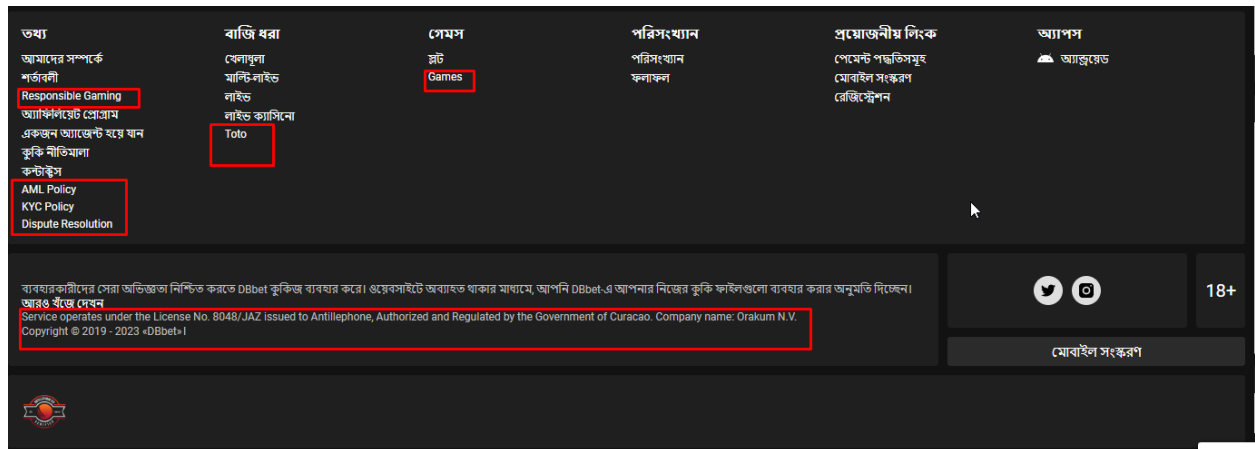 তথ্য
আমাদের সম্পর্কে
শর্তাবলী
Responsible Gaming
অ্যাফিলিয়েট প্রোগ্রাম
একজন অ্যাজেন্ট হয়ে যান
কুকি নীতিমালা
কন্টাক্ট্স
AML Policy
KYC Policy
Dispute Resolution
বাজি ধরা
খেলাধূলা
মাল্টি-লাইভ
লাইভ
লাইভ ক্যাসিনো
Toto
গেমস
স্লট
Games
পরিসংখ্যান
পরিসংখ্যান
ফলাফল
প্রয়োজনীয় লিংক
পেমেন্ট পদ্ধতিসমূহ
মোবাইল সংস্করণ
রেজিস্ট্রেশন
অ্যাপস
অ্যান্ড্রয়েড
ব্যবহারকারীদের সেরা অভিজ্ঞতা নিশ্চিত করতে DBbet কুকিজ ব্যবহার করে। ওয়েবসাইটে অব্যাহত থাকার মাধ্যমে, আপনি DBbet-এ আপনার নিজের কুকি ফাইলগুলো ব্যবহার করার অনুমতি দিচ্ছেন।
আরও খুঁজে দেখন
Service operates under the License No. 8048/JAZ issued to Antillephone, Authorized and Regulated by the Government of Curacao. Company name: Orakum N.V.
Copyright © 2019 - 2023 «DBbet»।
18+
মোবাইল সংস্করণ